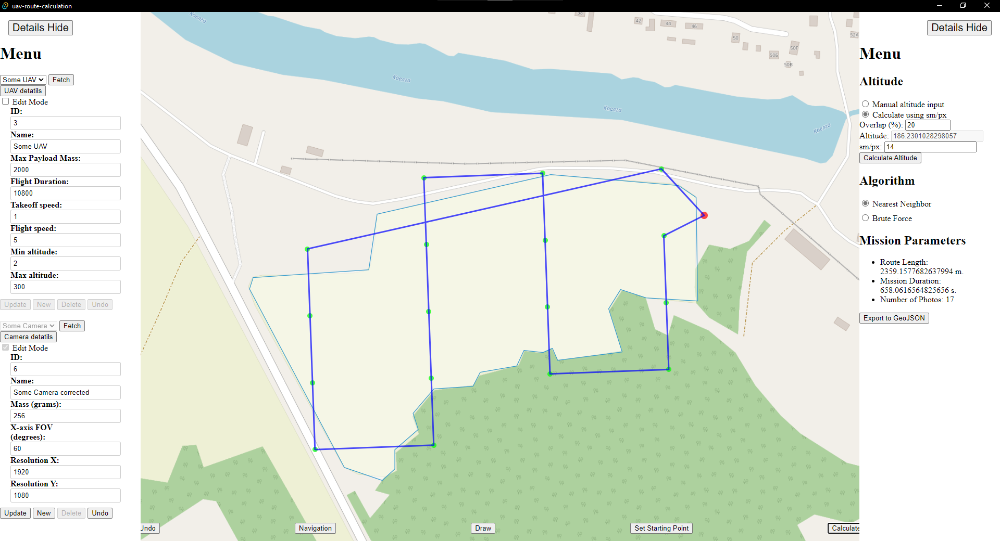 uav-route-calculation
Details Hide
Menu
Some UAV
Fetch
UAV detatils
Edit Mode
ID:
3
Name:
Some UAV
Max Payload Mass:
2000
Flight Duration:
10800
Takeoff speed:
1
Flight speed:
5
Min altitude:
2
Max altitude:
300
Update New Delete Undo
Some Camera
Fetch
Camera detatils
Edit Mode
ID:
6
Name:
Some Camera corrected
Mass (grams):
256
X-axis FOV
(degrees):
60
Resolution X:
1920
Resolution Y:
1080
Update New Delete Undo
Коелга
38
42
44
46
50
52А
50Б
50Г
50В
Коелга
Коелга
Коелга
Undo
Navigation
Draw
Set Starting Point
Calculate
Details Hide
Menu
Altitude
Manual altitude input
Calculate using sm/px
Overlap (%): 20
Altitude: 186.2301028298057
sm/px: 14
Calculate Altitude
Algorithm
Nearest Neighbor
Brute Force
Mission Parameters
Route Length:
2359.1577682637994 m.
Mission Duration:
658.0616564825656 s.
Number of Photos: 17
Export to GeoJSON